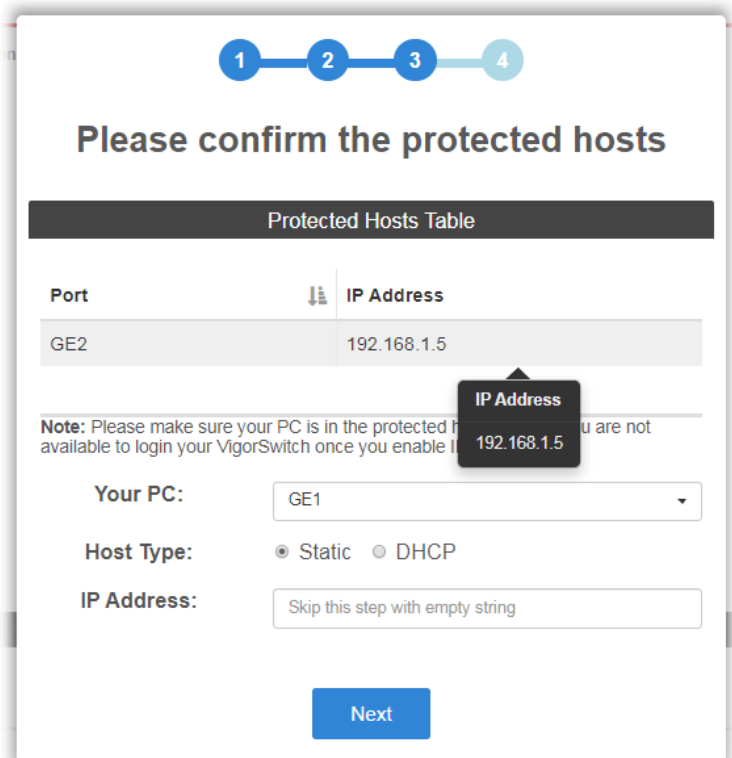 on
1 2 3 4
Please confirm the protected hosts
Protected Hosts Table
Port IP Address
GE2 192.168.1.5
IP Address
192.168.1.5
Note: Please make sure your PC is in the protected u are not
available to login your VigorSwitch once you enable
Your PC: GE1
Host Type: Static DHCP
IP Address: Skip this step with empty string
Next